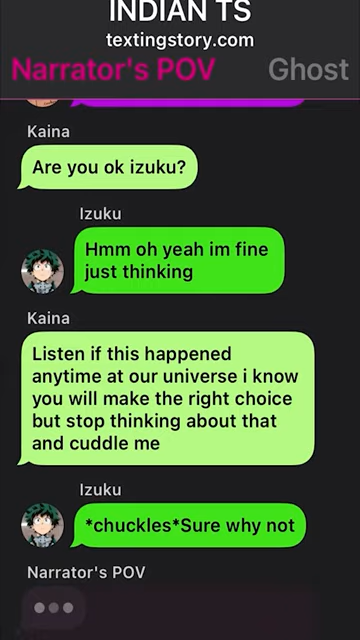 INDIAN TS
textingstory.com
Narrator's POV Ghost
Kaina
Are you ok izuku?
Izuku
Hmm oh yeah im fine
just thinking
Kaina
Listen if this happened
anytime at our universe i know
you will make the right choice
but stop thinking about that
and cuddle me
Izuku
*chuckles*Sure why not
Narrator's POV